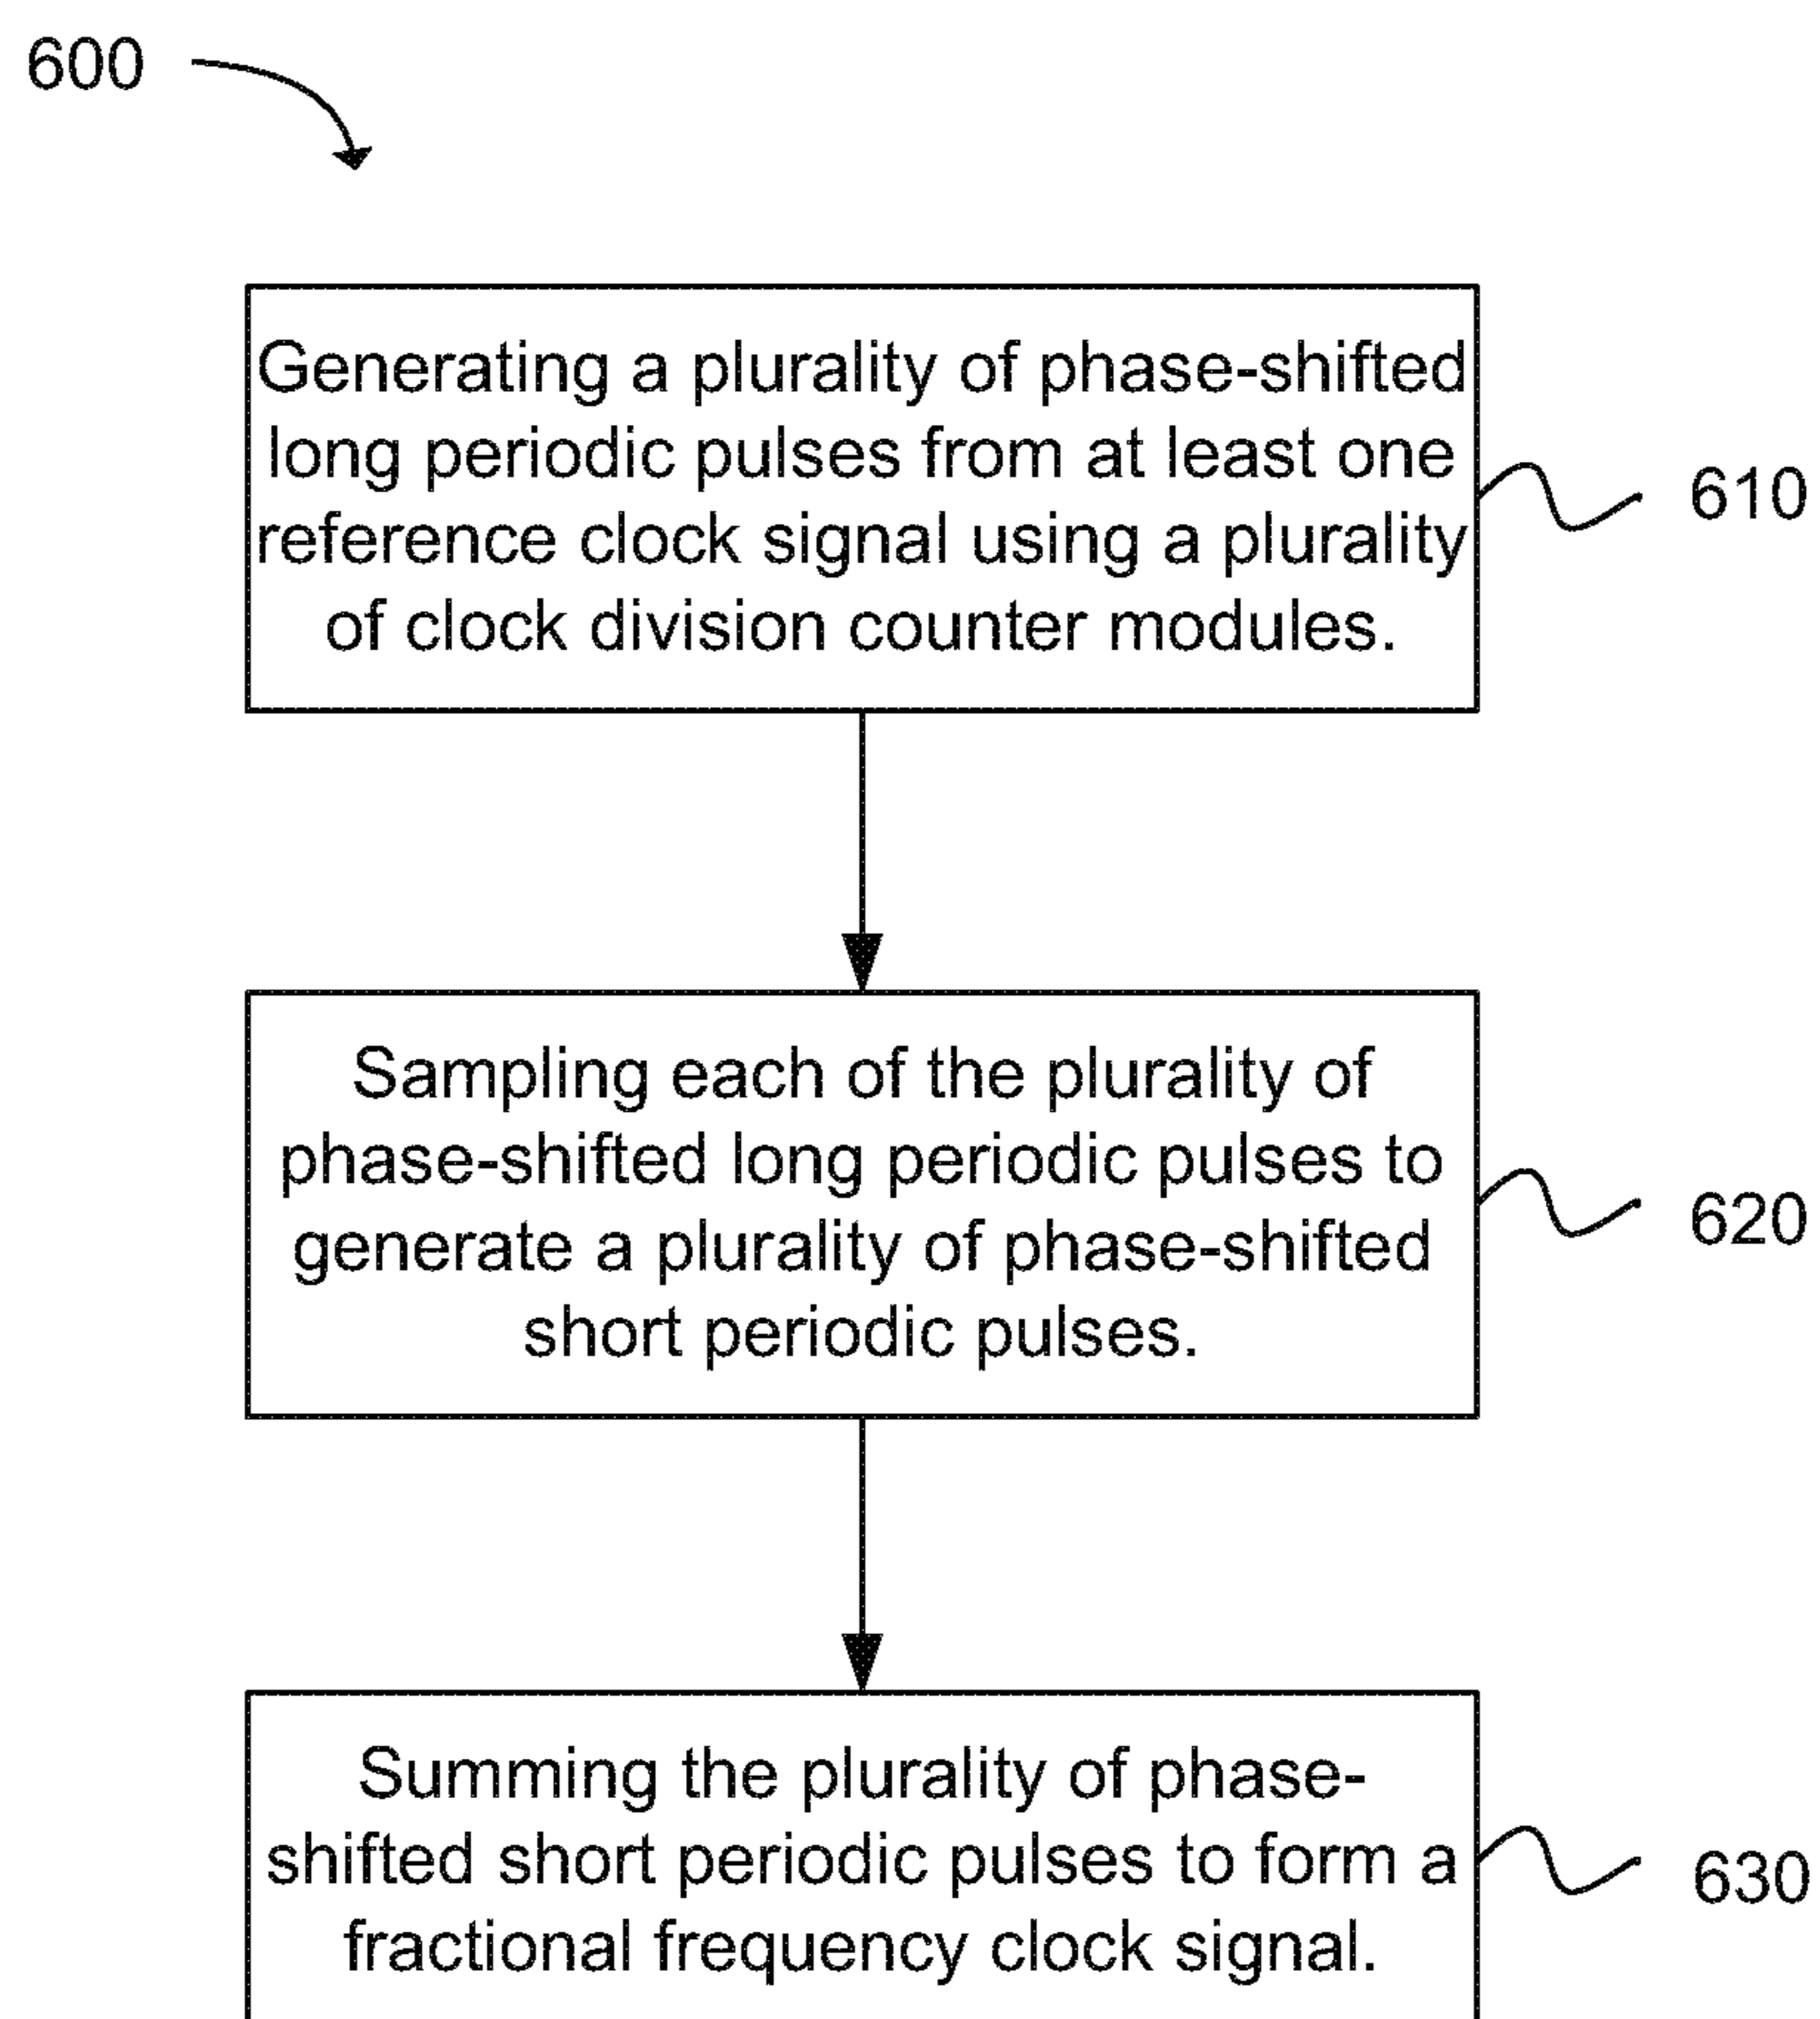 600
Generating a plurality of phase-shifted
long periodic pulses from at least one
reference clock signal using a plurality
of clock division counter modules.
610
Sampling each of the plurality of
phase-shifted long periodic pulses to
generate a plurality of phase-shifted
short periodic pulses.
620
Summing the plurality of phase-
shifted short periodic pulses to form a
fractional frequency clock signal.
630